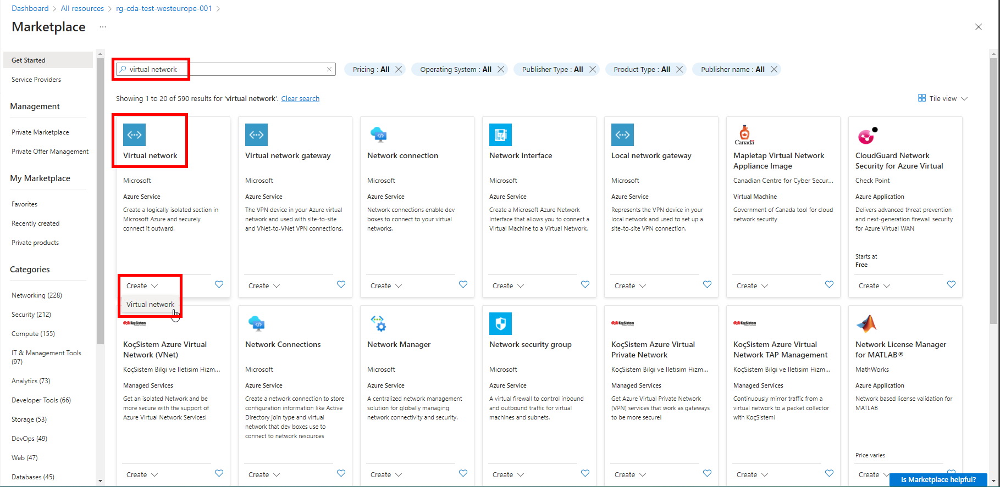 Dashboard > All resources > rg-cda-test-westeurope-001 >
Marketplace ...
Get Started
Service Providers
Management
Private Marketplace
Private Offer Management
My Marketplace
Favorites
Recently created
Private products
Categories
Networking (228)
Security (212)
Compute (155)
IT & Management Tools
(97)
Analytics (73)
Developer Tools (66)
Storage (53)
DevOps (49)
Web (47)
Databases (45)
virtual network
Pricing : All
Operating System : All
Publisher Type : All
Product Type : All
Publisher name : All
Showing 1 to 20 of 590 results for 'virtual network'. Clear search
Tile view
Virtual network
Microsoft
Azure Service
Create a logically isolated section in
Microsoft Azure and securely
connect it outward.
Create
Virtual network
Virtual network gateway
Microsoft
Azure Service
The VPN device in your Azure virtual
network and used with site-to-site
and VNet-to-VNet VPN connections.
Create
Network connection
Microsoft
Azure Service
Network connections enable dev
boxes to connect to your virtual
networks.
Create
Network interface
Microsoft
Azure Service
Create a Microsoft Azure Network
Interface that allows you to connect a
Virtual Machine to a Virtual Network.
Create
Local network gateway
Microsoft
Azure Service
Represents the VPN device in your
local network and used to set up a
site-to-site VPN connection.
Create
Canada
Mapletap Virtual Network
Appliance Image
Canadian Centre for Cyber Secur...
Virtual Machine
Government of Canada tool for cloud
network security
Create
CloudGuard Network
Security for Azure Virtual
Check Point
Azure Application
Delivers advanced threat prevention
and next-generation firewall security
for Azure Virtual WAN
Starts at
Free
Create
KoçSistem
KoçSistem Azure Virtual
Network (VNet)
KoçSistem Bilgi ve Iletisim Hizm...
Managed Services
Get an isolated Network and be
more secure with the support of
Azure Virtual Network Services!
Create
Network Connections
Microsoft
Azure Service
Create a network connection to store
configuration information like Active
Directory join type and virtual
network that dev boxes use to
connect to network resources
Create
Network Manager
Microsoft
Azure Service
A centralized network management
solution for globally managing
network connectivity and security.
Create
Network security group
Microsoft
Azure Service
A virtual firewall to control inbound
and outbound traffic for virtual
machines and subnets.
Create
KoçSistem
KoçSistem Azure Virtual
Private Network
KoçSistem Bilgi ve Iletisim Hizm...
Managed Services
Get Azure Virtual Private Network
(VPN) services that work as gateways
to be more secure!
Create
KoçSistem
KoçSistem Azure Virtual
Network TAP Management
KoçSistem Bilgi ve Iletisim Hizm...
Managed Services
Continuously mirror traffic from a
virtual network to a packet collector
with KoçSistem!
Create
Network License Manager
for MATLAB®
MathWorks
Azure Application
Network based license validation for
MATLAB
Price varies
Create
Is Marketplace helpful?